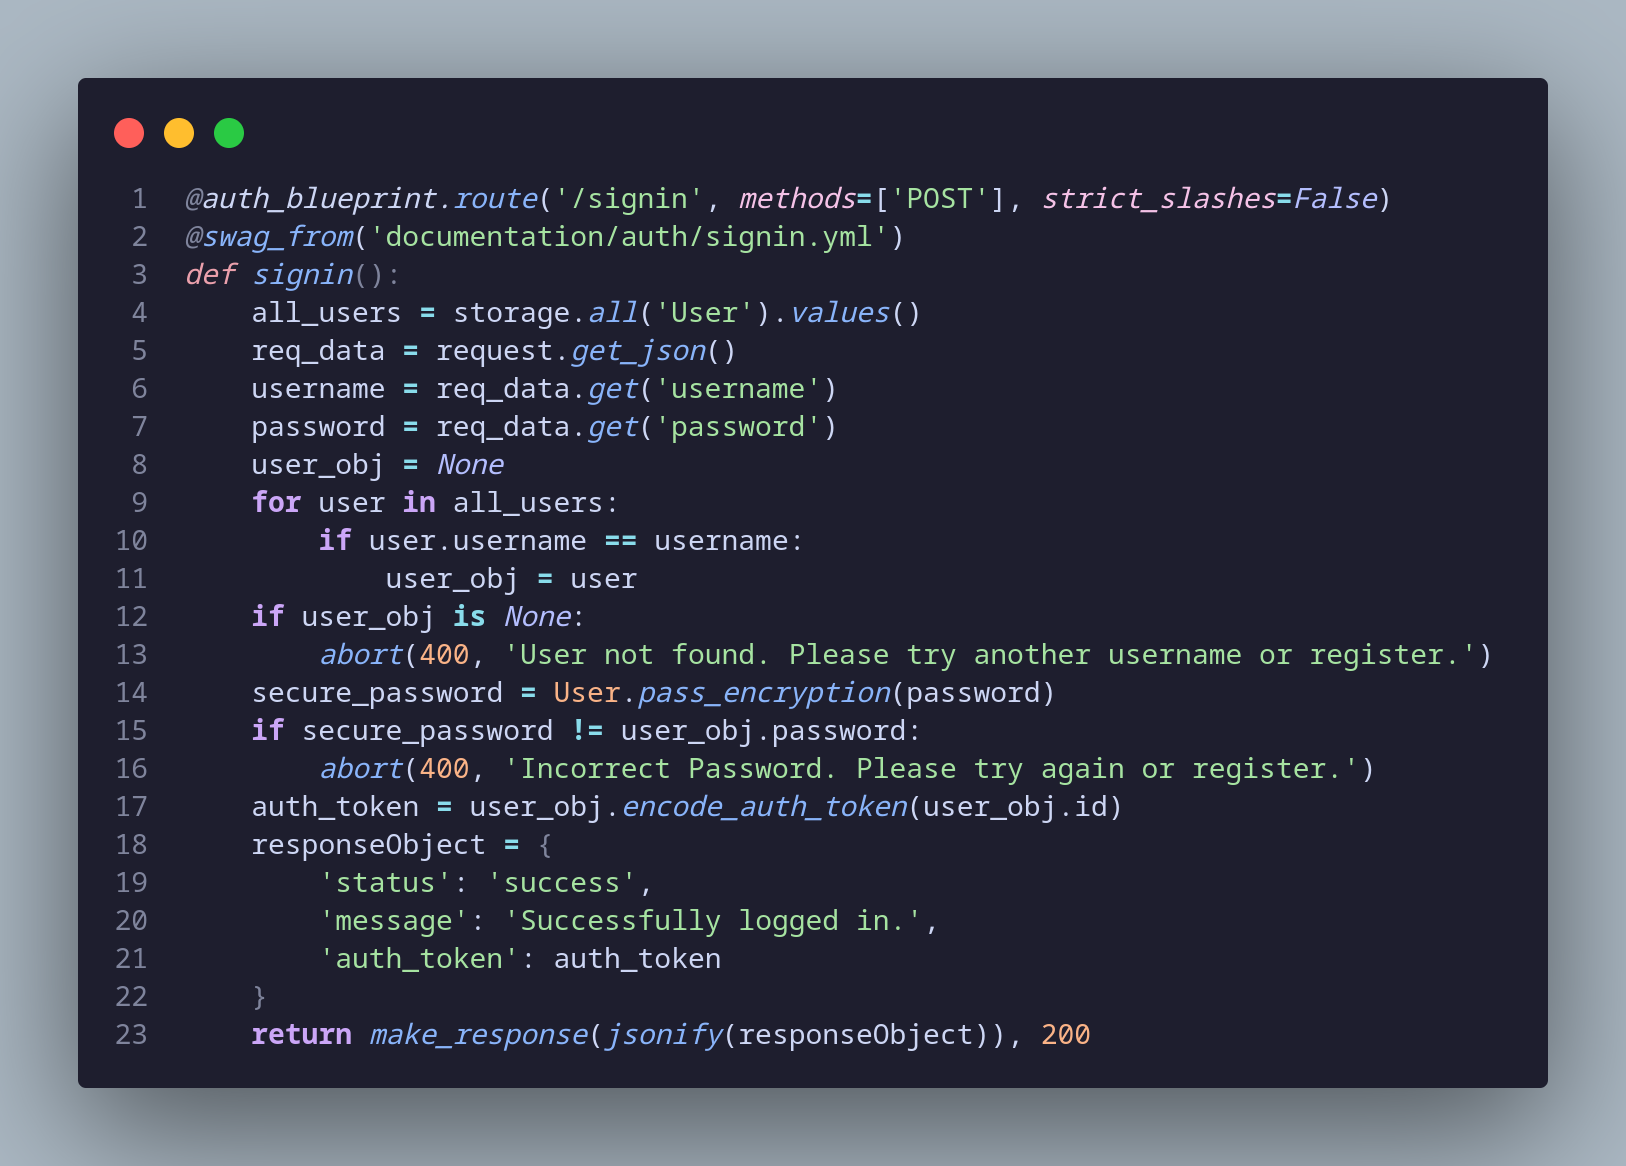 1 @auth_blueprint.route('/signin', methods=['POST'], strict_slashes=False)
2 @swag_from('documentation/auth/signin.yml')
3 def signin():
4     all_users = storage.all('User').values()
5     req_data = request.get_json()
6     username = req_data.get('username')
7     password = req_data.get('password')
8     user_obj = None
9     for user in all_users:
10         if user.username == username:
11             user_obj = user
12     if user_obj is None:
13         abort(400, 'User not found. Please try another username or register.')
14     secure_password = User.pass_encryption(password)
15     if secure_password != user_obj.password:
16         abort(400, 'Incorrect Password. Please try again or register.')
17     auth_token = user_obj.encode_auth_token(user_obj.id)
18     responseObject = {
19         'status': 'success',
20         'message': 'Successfully logged in.',
21         'auth_token': auth_token
22     }
23     return make_response(jsonify(responseObject)), 200